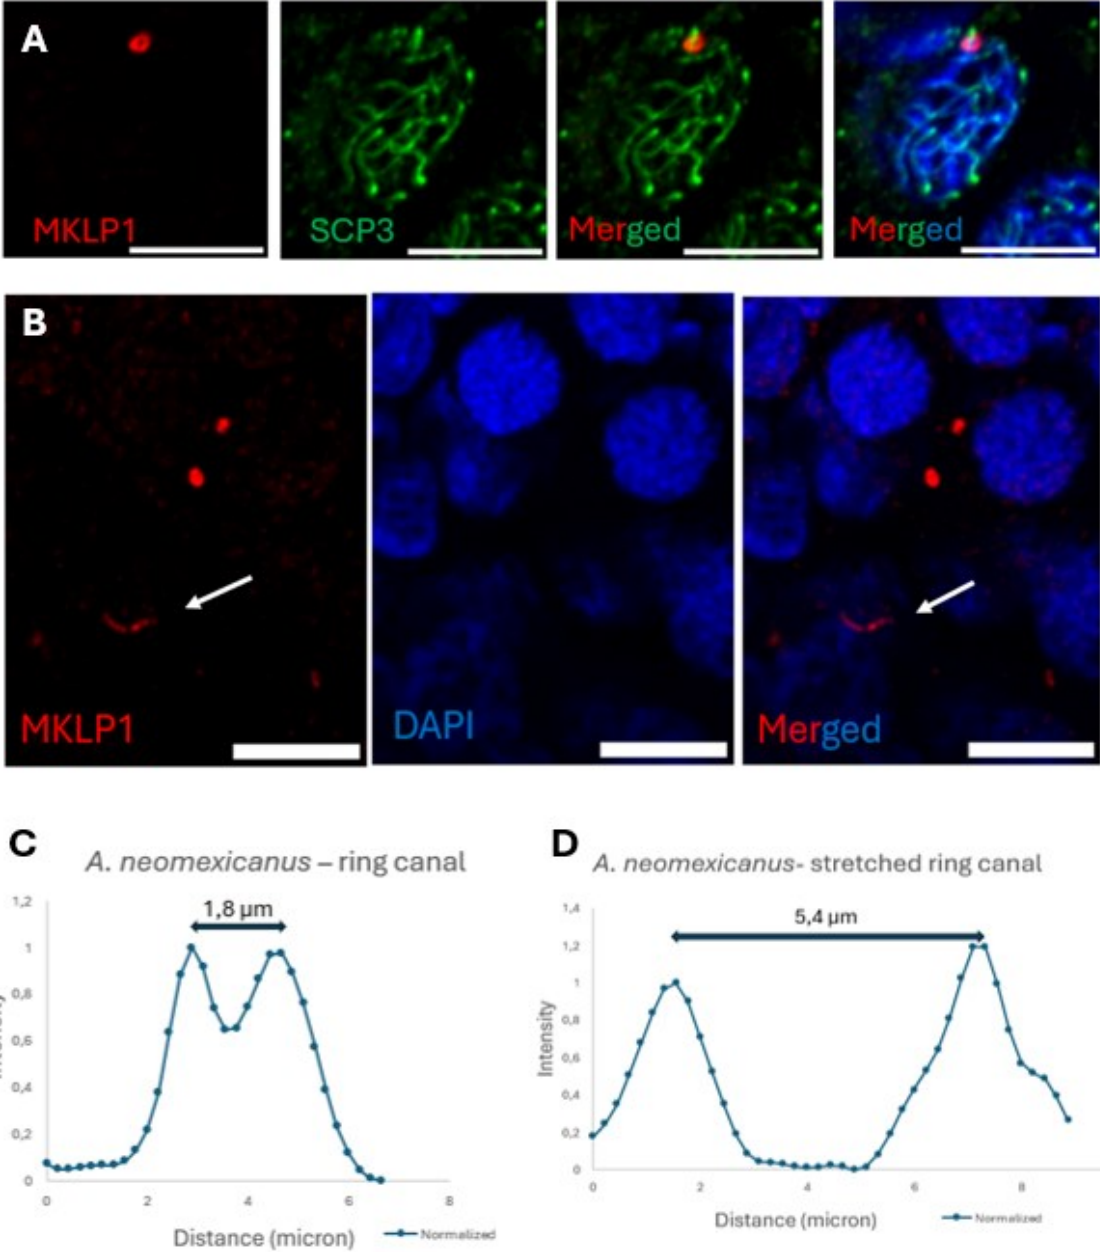 A
MKLP1
SCP3
Merged
Merged
B
MKLP1
DAPI
Merged
C
A. neomexicanus – ring canal
1,2
1
0,8
0,6
0,4
0,2
0
1,8 µm
0 2 4 6 8
Distance (micron)
Normalized
D
A. neomexicanus- stretched ring canal
Intensity
1,4
1,2
1
0,8
0,6
0,4
0,2
0
5,4 µm
0 2 4 6 8
Distance (micron)
Normalized